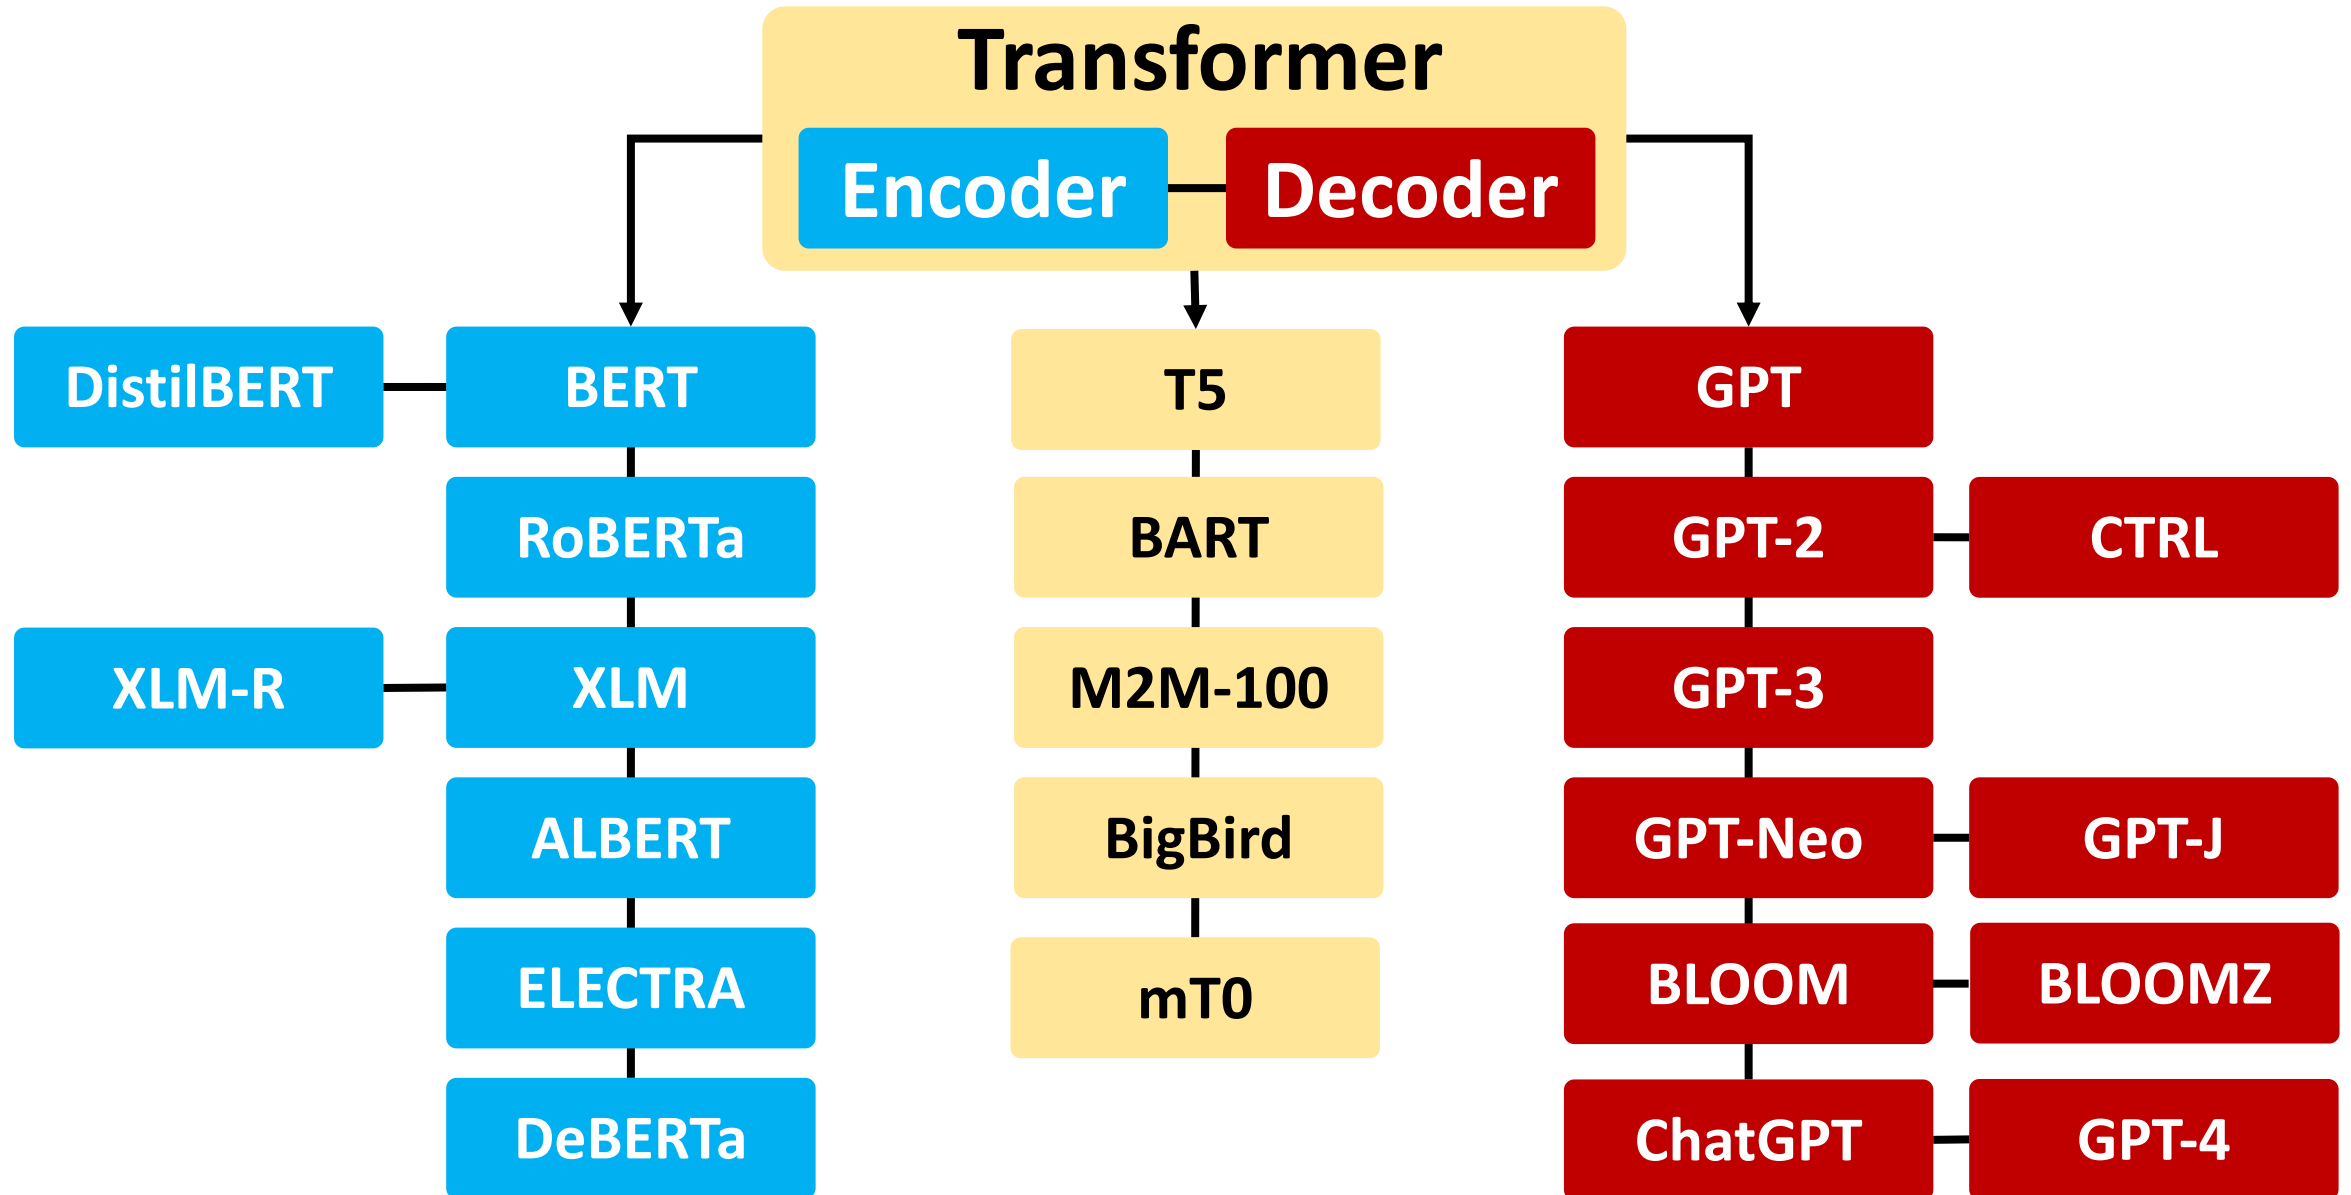 Transformer
Encoder
Decoder
DistilBERT
BERT
T5
GPT
RoBERTa
BART
GPT-2
CTRL
XLM-R
XLM
M2M-100
GPT-3
ALBERT
BigBird
GPT-Neo
GPT-J
ELECTRA
mT0
BLOOM
BLOOMZ
DeBERTa
ChatGPT
GPT-4